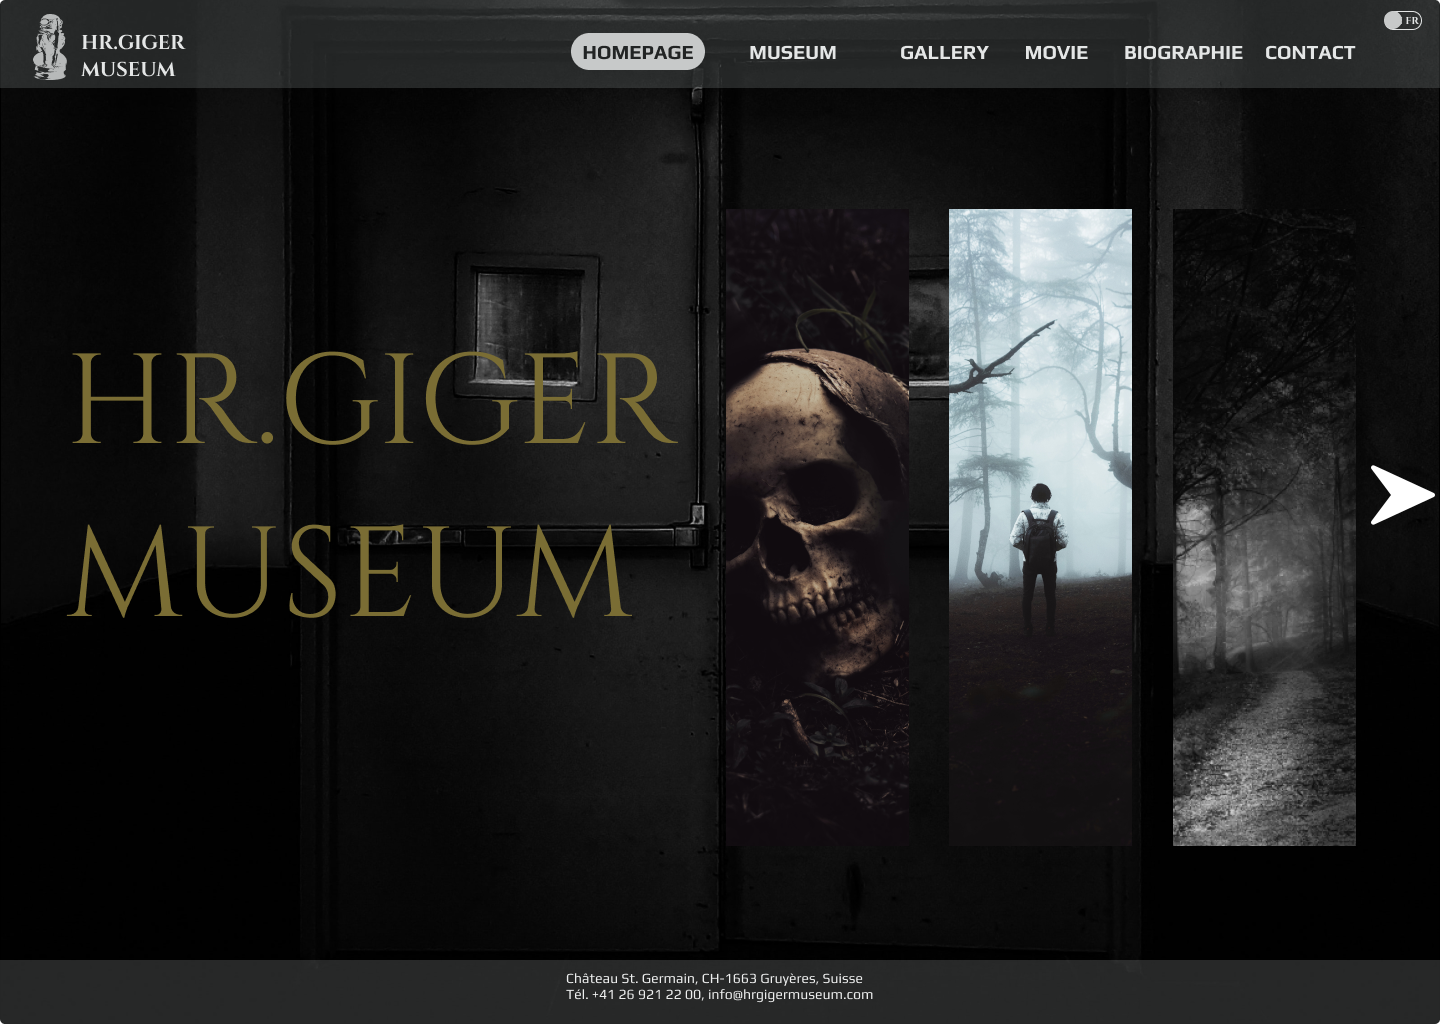 HR.GIGER
MUSEUM
HOMEPAGE MUSEUM GALLERY MOVIE BIOGRAPHIE CONTACT
FR
HR.GIGER
MUSEUM
Château St. Germain, CH-1663 Gruyères, Suisse
Tél. +41 26 921 22 00, info@hrgigermuseum.com